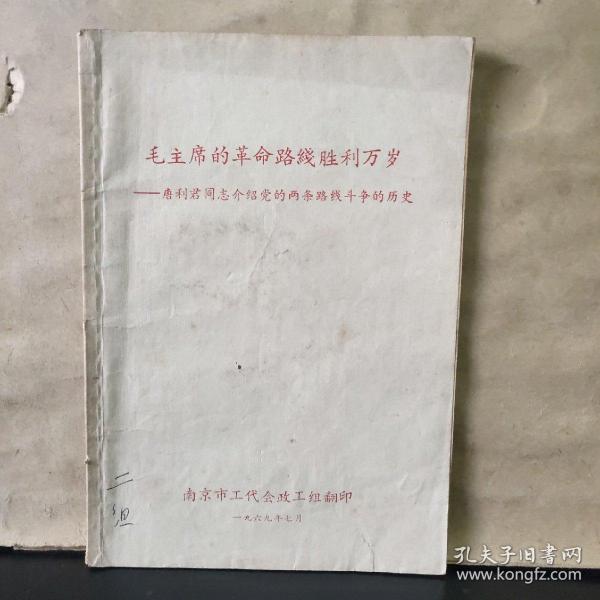 毛主席的革命路綫胜利万岁
——唐利君同志介绍党的两条路线斗争的历史
二组
南京市工代会政工组翻印
一九六九年七月
孔夫子旧书网
www.kongfz.com